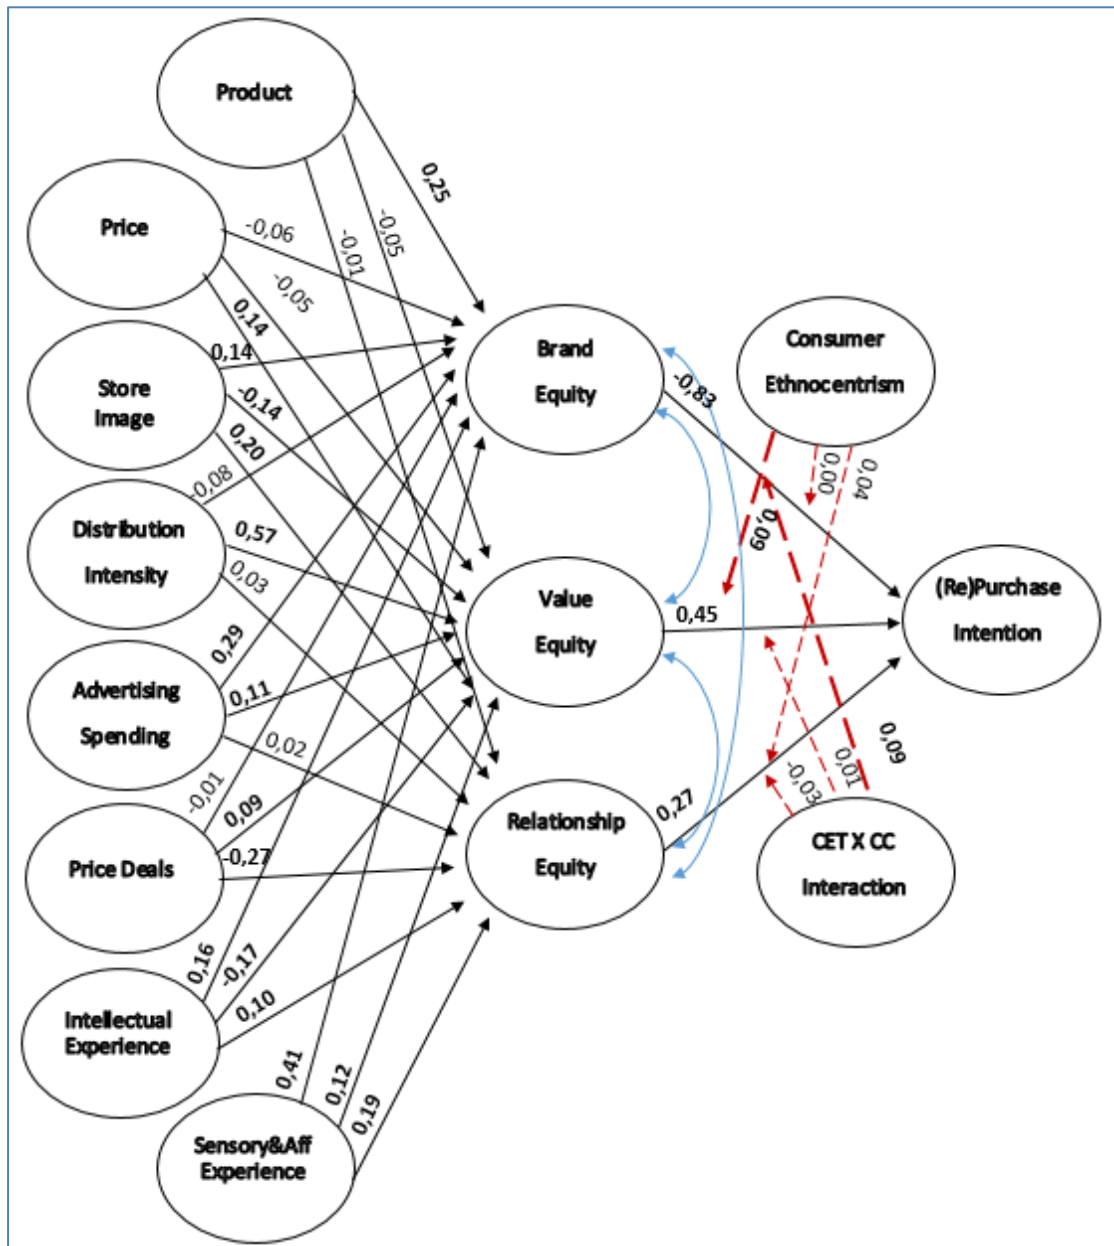 Product
0,25
-0,05
-0,01
Price
-0,06
-0,05
0,14
Store
Image
0,14
-0,14
0,20
Distribution
Intensity
-0,08
0,57
0,03
Advertising
Spending
0,29
0,11
0,02
Price Deals
-0,01
0,09
-0,27
Intellectual
Experience
0,16
-0,17
0,10
Sensory&Aff
Experience
0,41
0,12
0,19
Brand
Equity
-0,83
Value
Equity
0,45
Relationship
Equity
0,27
Consumer
Ethnocentrism
0,09
0,00
0,04
(Re)Purchase
Intention
CET X CC
Interaction
-0,03
0,01
0,09